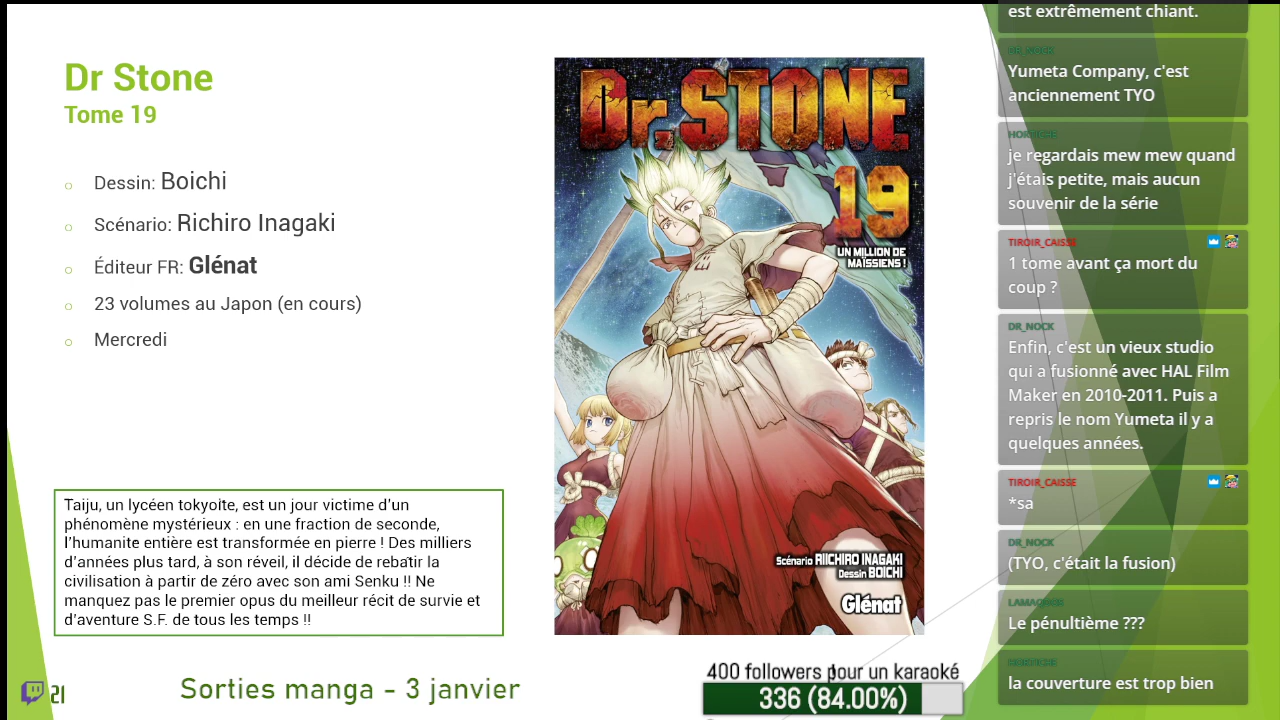 Dr Stone
Tome 19
Dessin: Boichi
Scénario: Richiro Inagaki
Éditeur FR: Glénat
23 volumes au Japon (en cours)
Mercredi
Taiju, un lycéen tokyoïte, est un jour victime d’un
phénomène mystérieux : en une fraction de seconde,
l’humanite entière est transformée en pierre ! Des milliers
d’années plus tard, à son réveil, il décide de rebâtir la
civilisation à partir de zéro avec son ami Senku !! Ne
manquez pas le premier opus du meilleur récit de survie et
d’aventure S.F. de tous les temps !!
Dr.STONE
19
UN MILLION DE
MAÏSSIENS !
Scénario RIICHIRO INAGAKI
Dessin BOICHI
Glénat
21
Sorties manga - 3 janvier
400 followers pour un karaoké
336 (84.00%)
est extrêmement chiant.
DR_NOCK
Yumeta Company, c'est
anciennement TYO
je regardais mew mew quand
j'étais petite, mais aucun
souvenir de la série
TIROIR_CAISSE
1 tome avant ça mort du
coup ?
DR_NOCK
Enfin, c'est un vieux studio
qui a fusionné avec HAL Film
Maker en 2010-2011. Puis a
repris le nom Yumeta il y a
quelques années.
TIROIR_CAISSE
*sa
DR_NOCK
(TYO, c'était la fusion)
Le pénultième ???
la couverture est trop bien